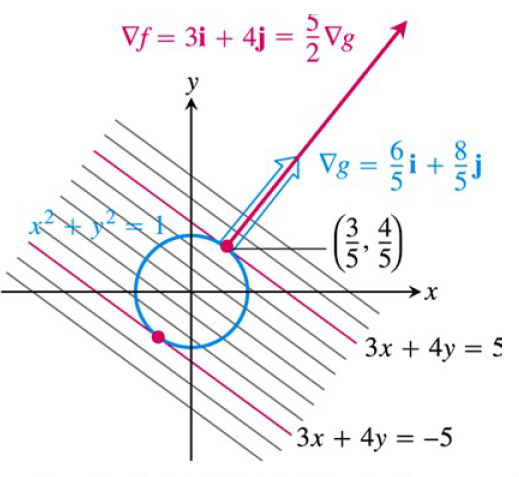 ∇f = 3i + 4j = 5/2 ∇g
y
∇g = 6/5 i + 8/5 j
x² + y² = 1
(3/5, 4/5)
x
3x + 4y = 5
3x + 4y = −5